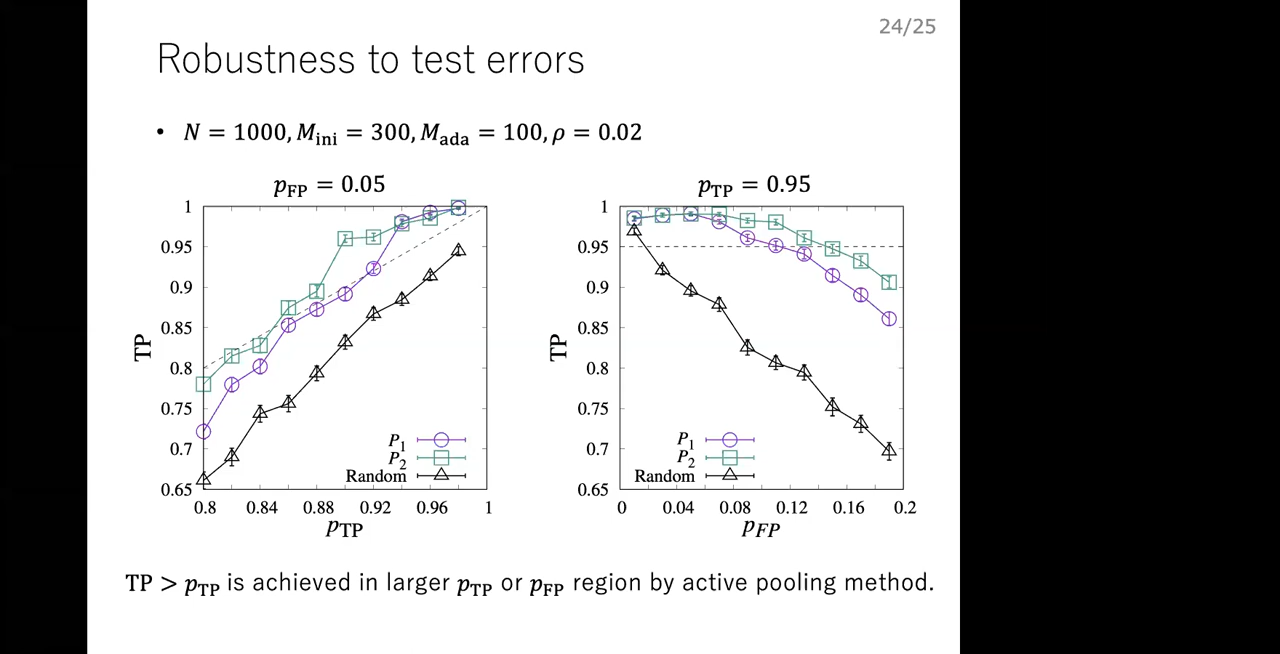 24/25
Robustness to test errors
• N = 1000, M_ini = 300, M_ada = 100, ρ = 0.02
p_FP = 0.05
1
0.95
0.9
0.85
0.8
0.75
0.7
0.65
TP
P_1
P_2
Random
0.8 0.84 0.88 0.92 0.96 1
p_TP
p_TP = 0.95
1
0.95
0.9
0.85
0.8
0.75
0.7
0.65
TP
P_1
P_2
Random
0 0.04 0.08 0.12 0.16 0.2
p_FP
TP > p_TP is achieved in larger p_TP or p_FP region by active pooling method.